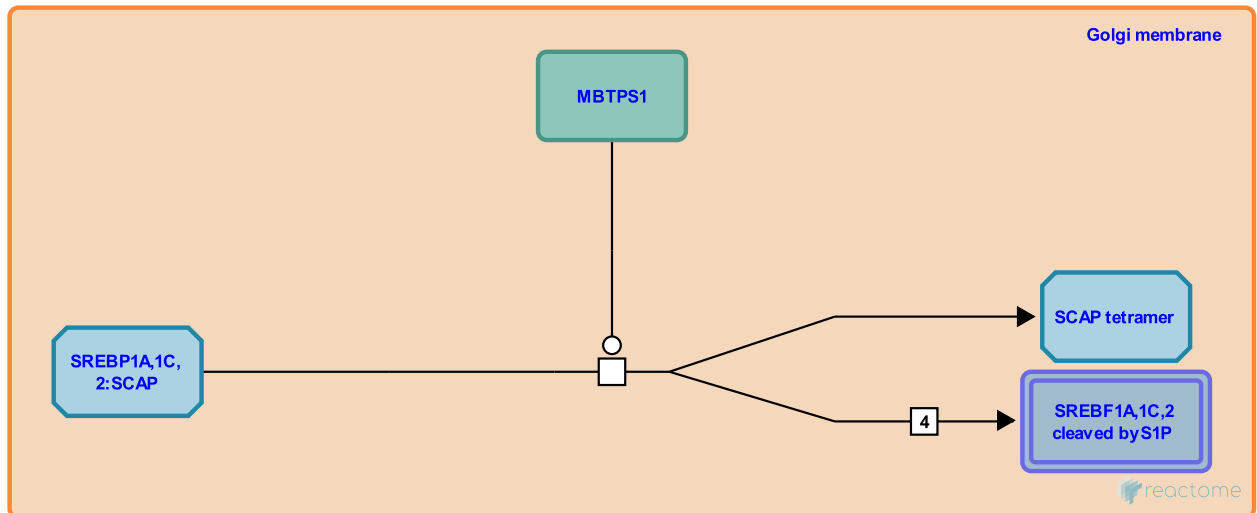 Golgi membrane
MBTPS1
SCAP tetramer
SREBP1A,1C,
2:SCAP
SREBF1A,1C,2
cleaved by S1P
4
reactome